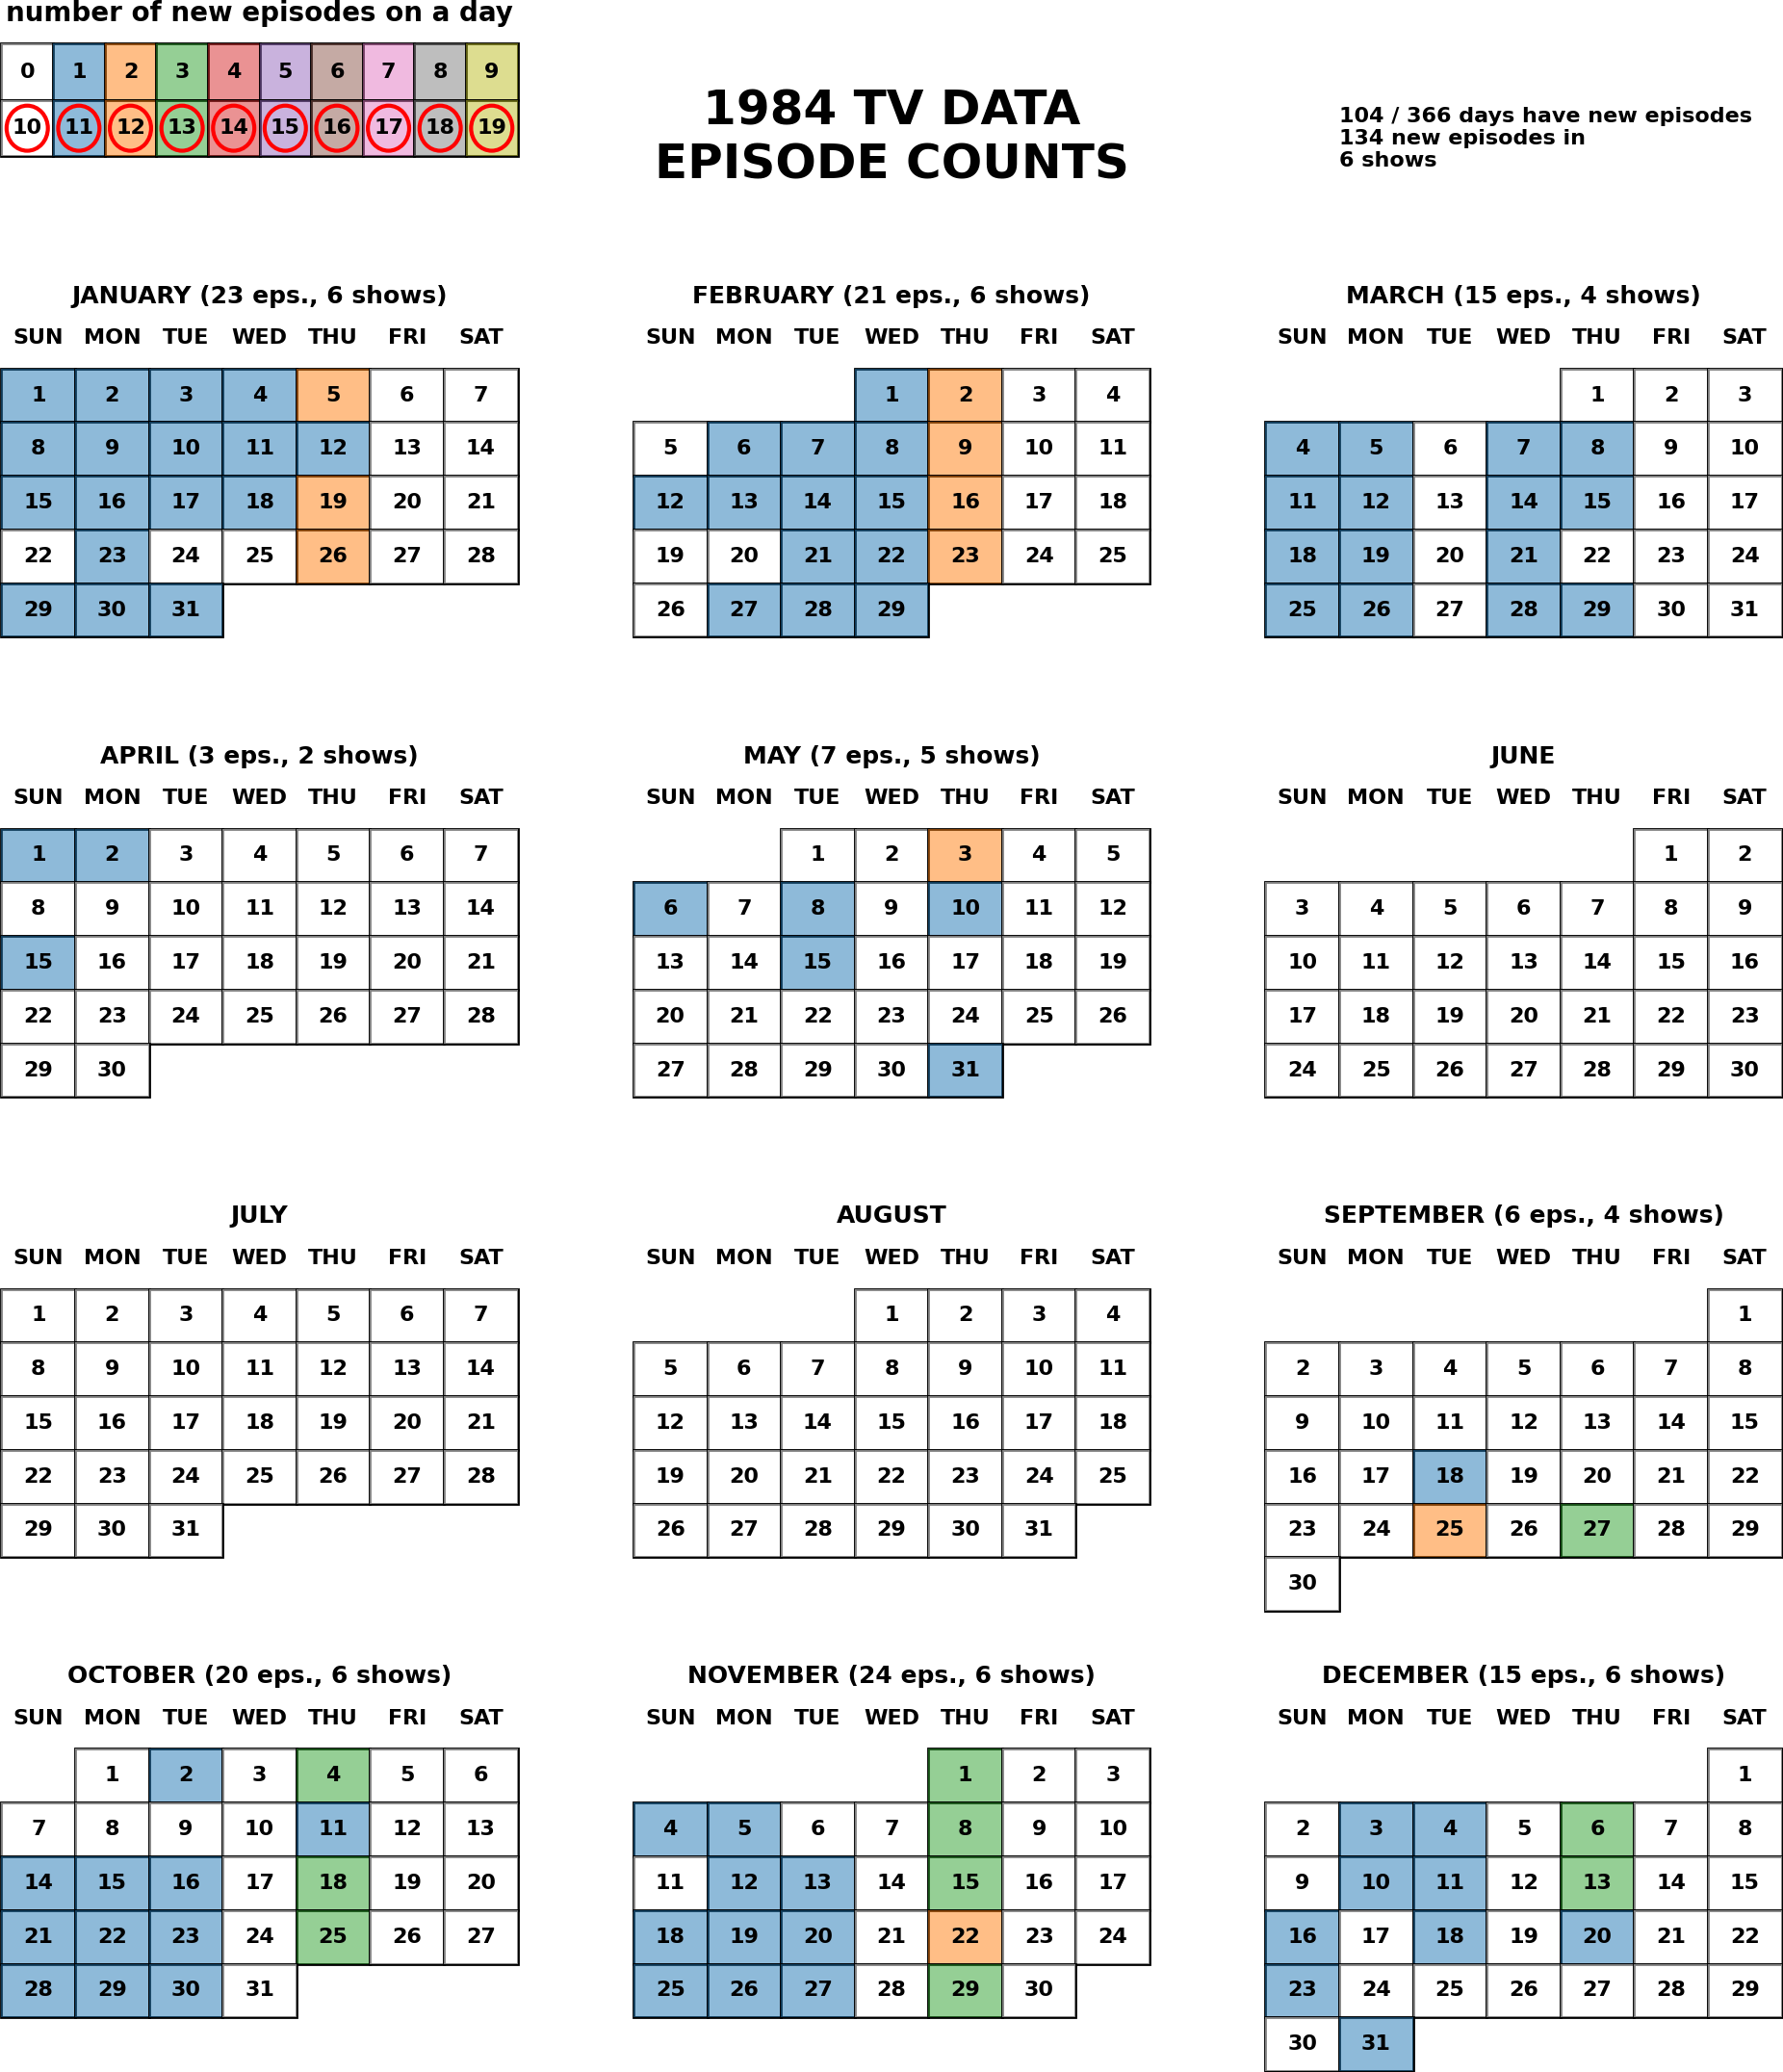 number of new episodes on a day
0 1 2 3 4 5 6 7 8 9
10 11 12 13 14 15 16 17 18 19
1984 TV DATA
EPISODE COUNTS
104 / 366 days have new episodes
134 new episodes in
6 shows
JANUARY (23 eps., 6 shows)
SUN MON TUE WED THU FRI SAT
1 2 3 4 5 6 7
8 9 10 11 12 13 14
15 16 17 18 19 20 21
22 23 24 25 26 27 28
29 30 31
FEBRUARY (21 eps., 6 shows)
SUN MON TUE WED THU FRI SAT
1 2 3 4
5 6 7 8 9 10 11
12 13 14 15 16 17 18
19 20 21 22 23 24 25
26 27 28 29
MARCH (15 eps., 4 shows)
SUN MON TUE WED THU FRI SAT
1 2 3
4 5 6 7 8 9 10
11 12 13 14 15 16 17
18 19 20 21 22 23 24
25 26 27 28 29 30 31
APRIL (3 eps., 2 shows)
SUN MON TUE WED THU FRI SAT
1 2 3 4 5 6 7
8 9 10 11 12 13 14
15 16 17 18 19 20 21
22 23 24 25 26 27 28
29 30
MAY (7 eps., 5 shows)
SUN MON TUE WED THU FRI SAT
1 2 3 4 5
6 7 8 9 10 11 12
13 14 15 16 17 18 19
20 21 22 23 24 25 26
27 28 29 30 31
JUNE
SUN MON TUE WED THU FRI SAT
1 2
3 4 5 6 7 8 9
10 11 12 13 14 15 16
17 18 19 20 21 22 23
24 25 26 27 28 29 30
JULY
SUN MON TUE WED THU FRI SAT
1 2 3 4 5 6 7
8 9 10 11 12 13 14
15 16 17 18 19 20 21
22 23 24 25 26 27 28
29 30 31
AUGUST
SUN MON TUE WED THU FRI SAT
1 2 3 4
5 6 7 8 9 10 11
12 13 14 15 16 17 18
19 20 21 22 23 24 25
26 27 28 29 30 31
SEPTEMBER (6 eps., 4 shows)
SUN MON TUE WED THU FRI SAT
1
2 3 4 5 6 7 8
9 10 11 12 13 14 15
16 17 18 19 20 21 22
23 24 25 26 27 28 29
30
OCTOBER (20 eps., 6 shows)
SUN MON TUE WED THU FRI SAT
1 2 3 4 5 6
7 8 9 10 11 12 13
14 15 16 17 18 19 20
21 22 23 24 25 26 27
28 29 30 31
NOVEMBER (24 eps., 6 shows)
SUN MON TUE WED THU FRI SAT
1 2 3
4 5 6 7 8 9 10
11 12 13 14 15 16 17
18 19 20 21 22 23 24
25 26 27 28 29 30
DECEMBER (15 eps., 6 shows)
SUN MON TUE WED THU FRI SAT
1
2 3 4 5 6 7 8
9 10 11 12 13 14 15
16 17 18 19 20 21 22
23 24 25 26 27 28 29
30 31